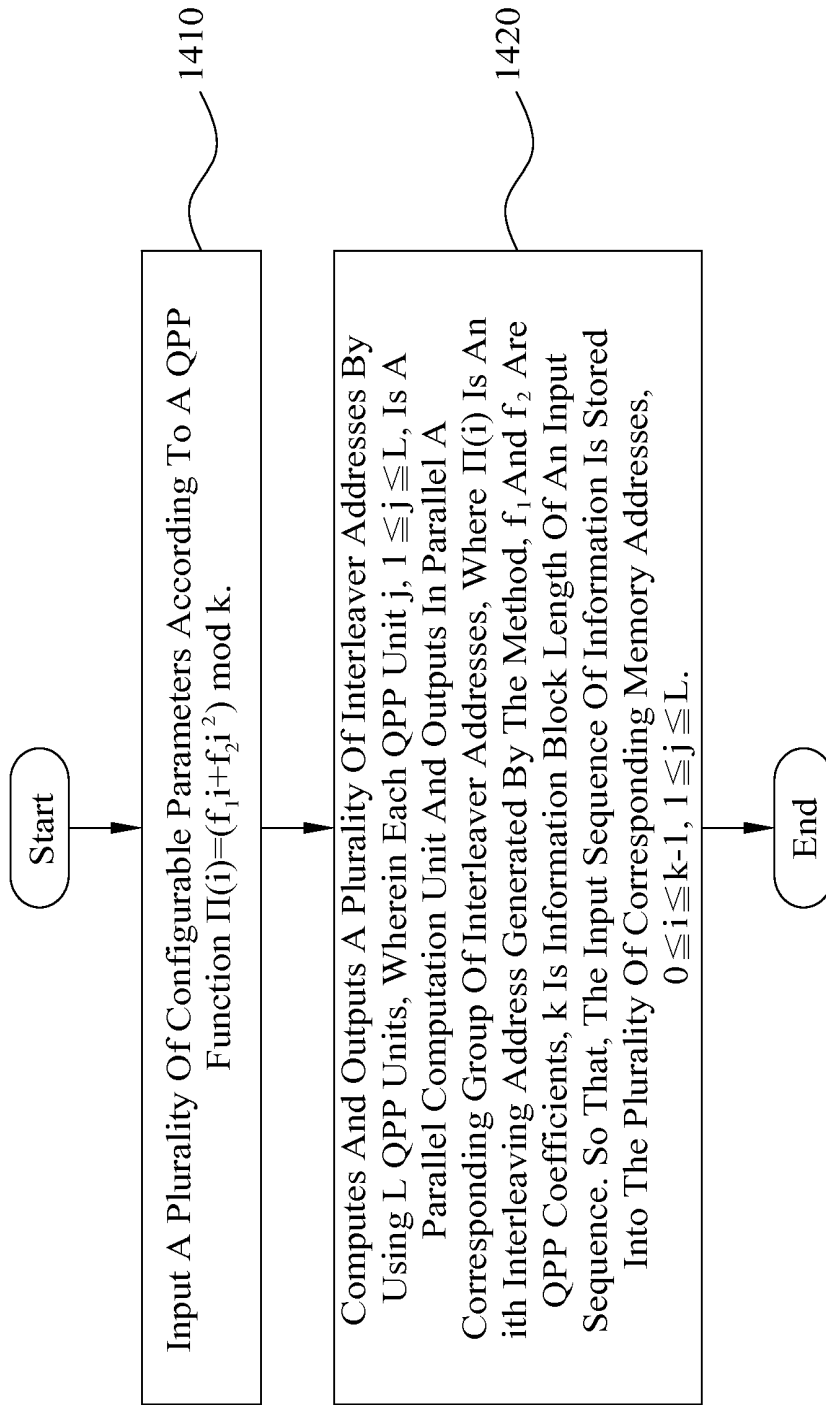 Start
Input A Plurality Of Configurable Parameters According To A QPP
Function Π(i)=(f₁i+f₂i²) mod k.
1410
Computes And Outputs A Plurality Of Interleaver Addresses By
Using L QPP Units, Wherein Each QPP Unit j, 1≦j≦L, Is A
Parallel Computation Unit And Outputs In Parallel A
Corresponding Group Of Interleaver Addresses, Where Π(i) Is An
ith Interleaving Address Generated By The Method, f₁ And f₂ Are
QPP Coefficients, k Is Information Block Length Of An Input
Sequence. So That, The Input Sequence Of Information Is Stored
Into The Plurality Of Corresponding Memory Addresses,
0≦i≦k-1, 1≦j≦L.
1420
End